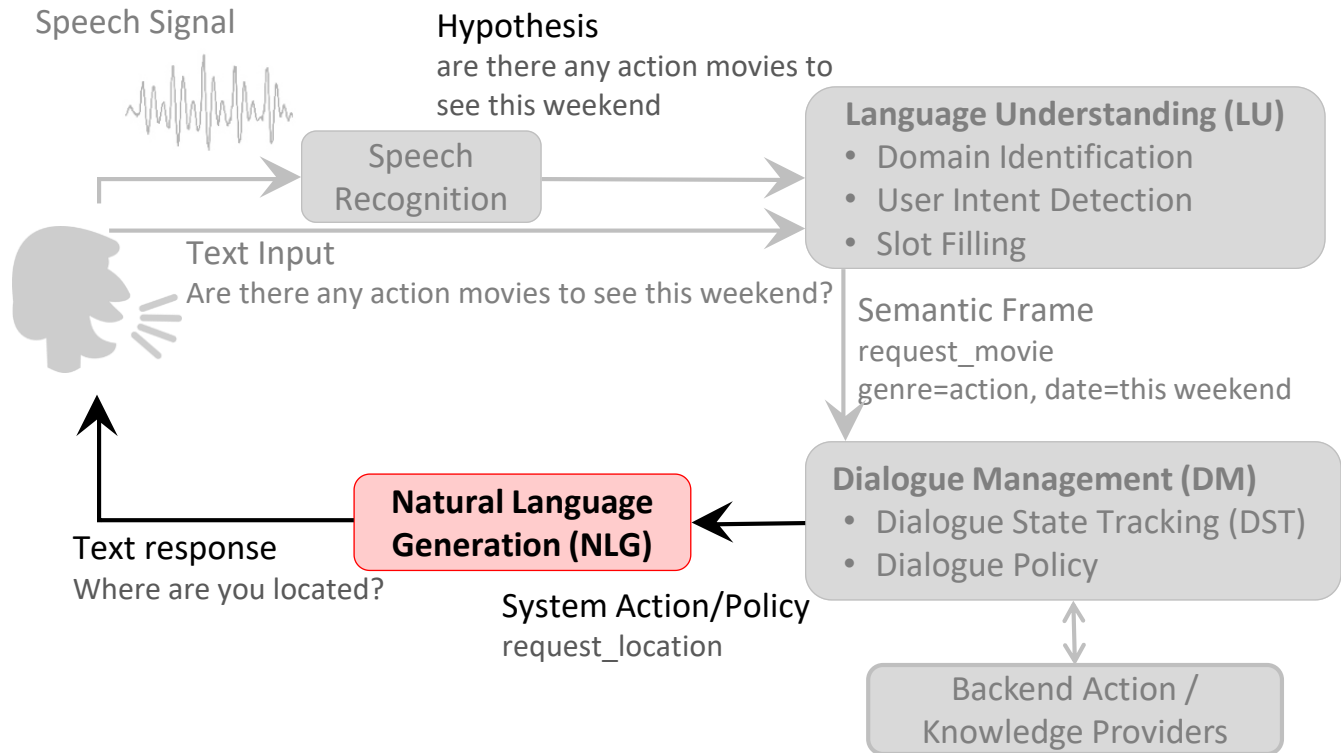 Speech Signal
Hypothesis
are there any action movies to
see this weekend
Speech
Recognition
Language Understanding (LU)
• Domain Identification
• User Intent Detection
• Slot Filling
Text Input
Are there any action movies to see this weekend?
Semantic Frame
request_movie
genre=action, date=this weekend
Dialogue Management (DM)
• Dialogue State Tracking (DST)
• Dialogue Policy
Natural Language
Generation (NLG)
Text response
Where are you located?
System Action/Policy
request_location
Backend Action /
Knowledge Providers